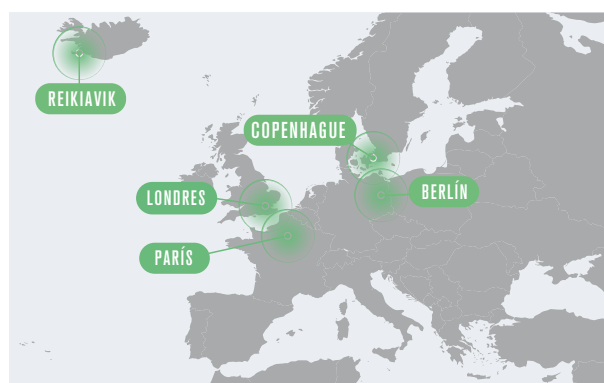 REIKIAVIK
COPENHAGUE
LONDRES
BERLÍN
PARÍS